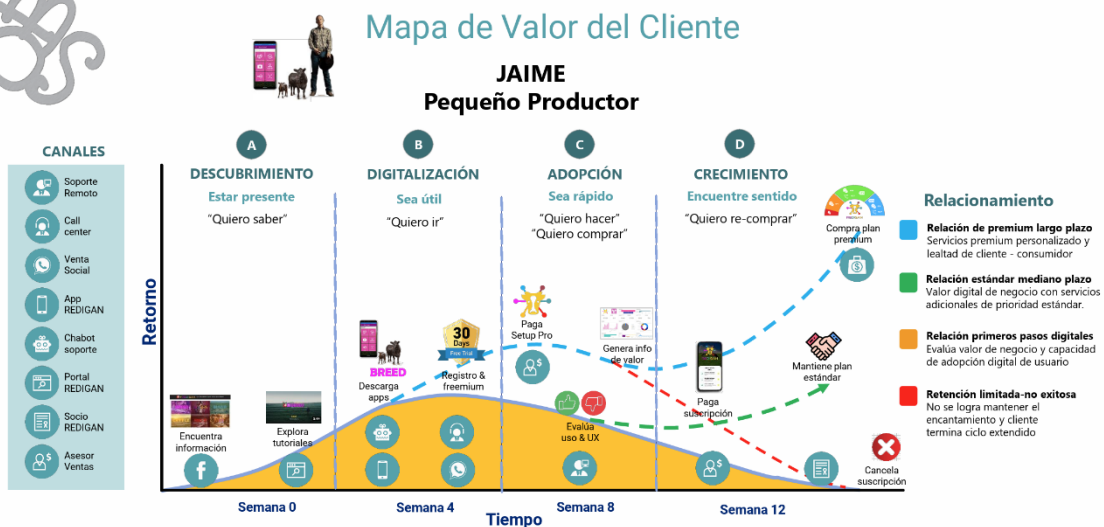 Mapa de Valor del Cliente
JAIME
Pequeño Productor
CANALES
Soporte
Remoto
Call
center
Venta
Social
App
REDIGAN
Chabot
soporte
Portal
REDIGAN
Socio
REDIGAN
Asesor
Ventas
A
DESCUBRIMIENTO
Estar presente
“Quiero saber”
B
DIGITALIZACIÓN
Sea útil
“Quiero ir”
C
ADOPCIÓN
Sea rápido
“Quiero hacer”
“Quiero comprar”
D
CRECIMIENTO
Encuentre sentido
“Quiero re-comprar”
Retorno
Encuentra
información
Explora
tutoriales
BREED
Descarga
apps
30
Days
Free Trial
Registro &
freemium
Paga
Setup Pro
Genera info
de valor
Evalúa
uso & UX
Paga
suscripción
Compra plan
premium
Mantiene plan
estándar
Cancela
suscripción
Semana 0
Semana 4
Semana 8
Semana 12
Tiempo
Relacionamiento
Relación de premium largo plazo
Servicios premium personalizado y
lealtad de cliente - consumidor
Relación estándar mediano plazo
Valor digital de negocio con servicios
adicionales de prioridad estándar.
Relación primeros pasos digitales
Evalúa valor de negocio y capacidad
de adopción digital de usuario
Retención limitada-no exitosa
No se logra mantener el
encantamiento y cliente
termina ciclo extendido